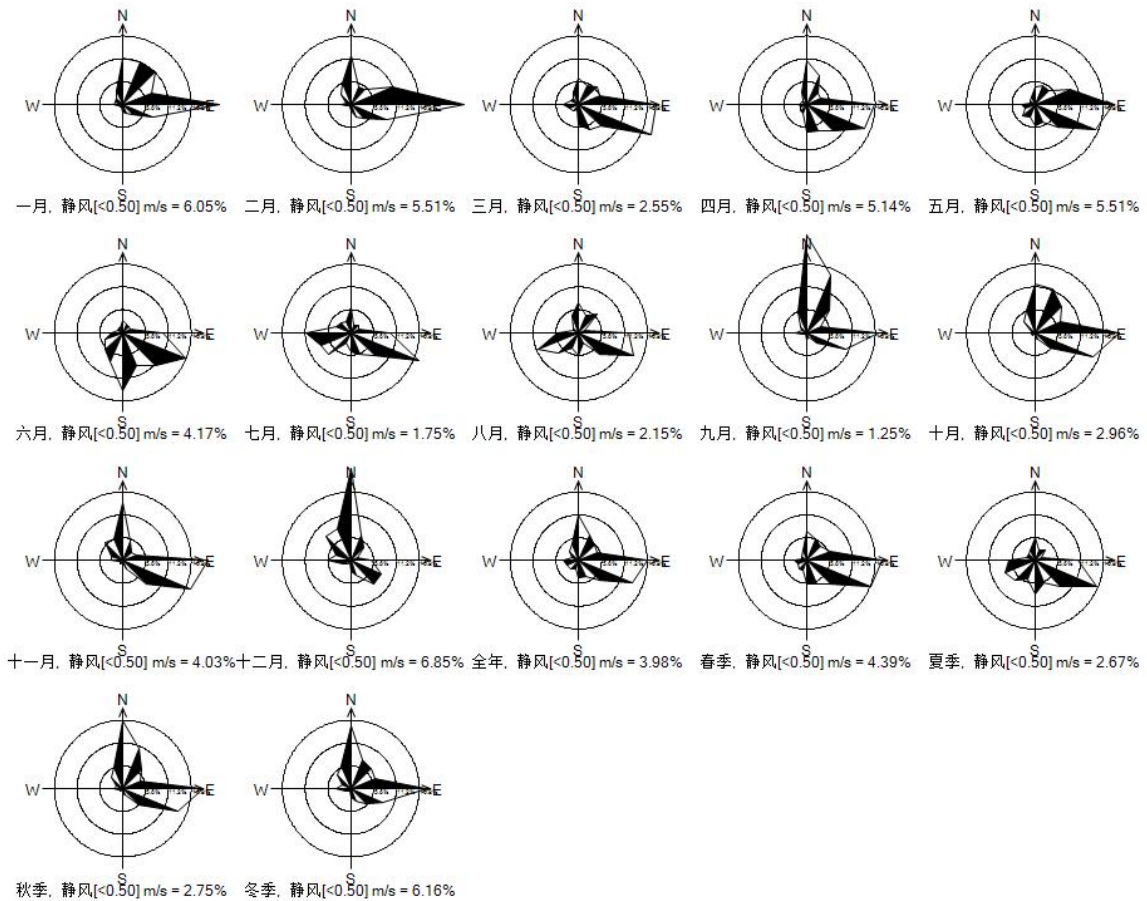 N N N N N
W E W E W E W E W E
S S S S S
一月, 静风[<0.50] m/s = 6.05% 二月, 静风[<0.50] m/s = 5.51% 三月, 静风[<0.50] m/s = 2.55% 四月, 静风[<0.50] m/s = 5.14% 五月, 静风[<0.50] m/s = 5.51%
N N N N N
W E W E W E W E W E
S S S S S
六月, 静风[<0.50] m/s = 4.17% 七月, 静风[<0.50] m/s = 1.75% 八月, 静风[<0.50] m/s = 2.15% 九月, 静风[<0.50] m/s = 1.25% 十月, 静风[<0.50] m/s = 2.96%
N N N N N
W E W E W E W E W E
S S S S S
十一月, 静风[<0.50] m/s = 4.03% 十二月, 静风[<0.50] m/s = 6.85% 全年, 静风[<0.50] m/s = 3.98% 春季, 静风[<0.50] m/s = 4.39% 夏季, 静风[<0.50] m/s = 2.67%
N N
W E W E
S S
秋季, 静风[<0.50] m/s = 2.75% 冬季, 静风[<0.50] m/s = 6.16%